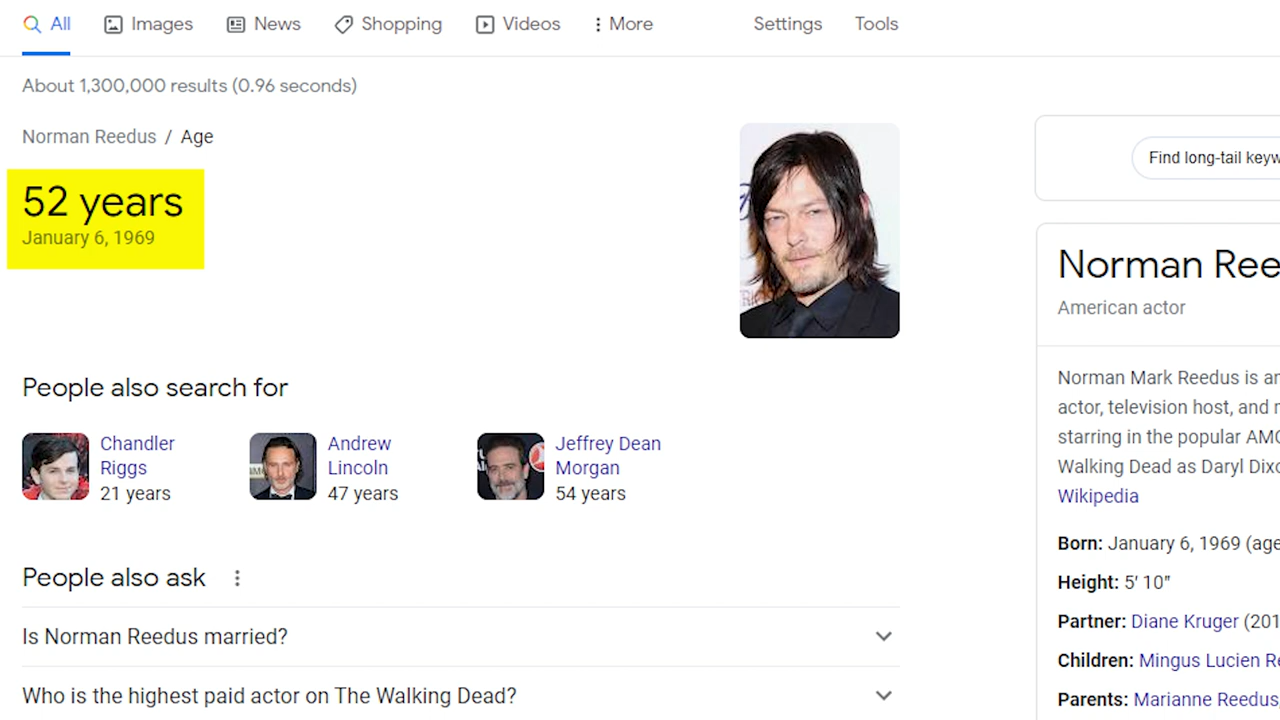 All Images News Shopping Videos More Settings Tools
About 1,300,000 results (0.96 seconds)
Norman Reedus / Age
52 years
January 6, 1969
People also search for
Chandler
Riggs
21 years
Andrew
Lincoln
47 years
Jeffrey Dean
Morgan
54 years
People also ask
Is Norman Reedus married?
Who is the highest paid actor on The Walking Dead?
Find long-tail keyw
Norman Ree
American actor
Norman Mark Reedus is an
actor, television host, and
starring in the popular AMC
Walking Dead as Daryl Dixo
Wikipedia
Born: January 6, 1969 (age
Height: 5′ 10″
Partner: Diane Kruger (201
Children: Mingus Lucien Re
Parents: Marianne Reedus,